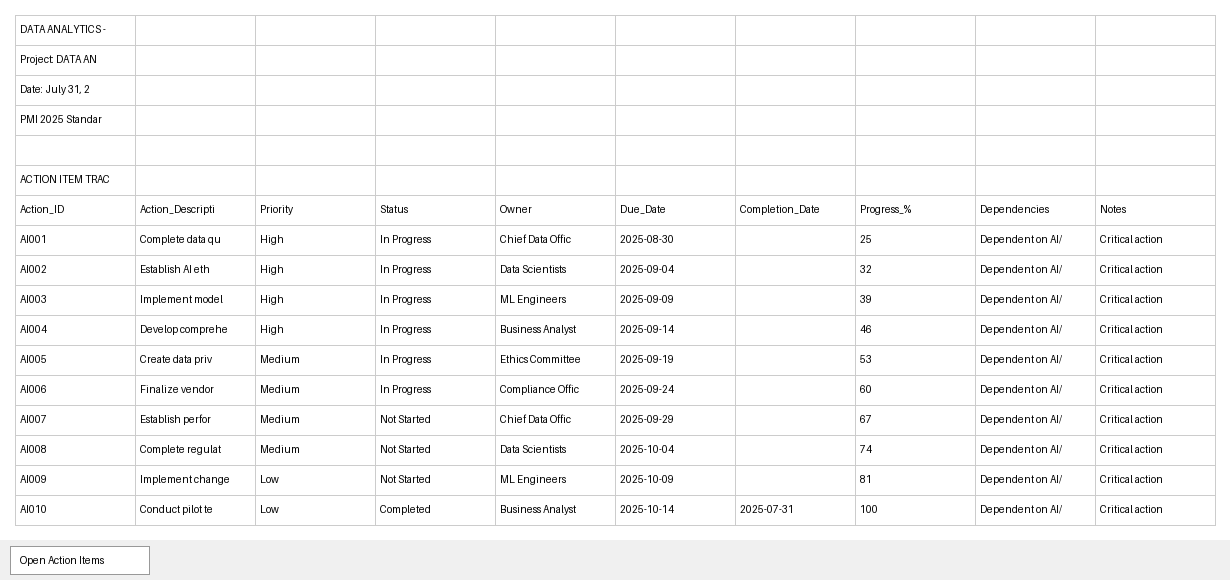 DATA ANALYTICS -
Project: DATA AN
Date: July 31, 2
PMI 2025 Standar
ACTION ITEM TRAC
Action_ID Action_Descripti Priority Status Owner Due_Date Completion_Date Progress_% Dependencies Notes
AI001 Complete data qu High In Progress Chief Data Offic 2025-08-30 25 Dependent on AI/ Critical action
AI002 Establish AI eth High In Progress Data Scientists 2025-09-04 32 Dependent on AI/ Critical action
AI003 Implement model High In Progress ML Engineers 2025-09-09 39 Dependent on AI/ Critical action
AI004 Develop comprehe High In Progress Business Analyst 2025-09-14 46 Dependent on AI/ Critical action
AI005 Create data priv Medium In Progress Ethics Committee 2025-09-19 53 Dependent on AI/ Critical action
AI006 Finalize vendor Medium In Progress Compliance Offic 2025-09-24 60 Dependent on AI/ Critical action
AI007 Establish perfor Medium Not Started Chief Data Offic 2025-09-29 67 Dependent on AI/ Critical action
AI008 Complete regulat Medium Not Started Data Scientists 2025-10-04 74 Dependent on AI/ Critical action
AI009 Implement change Low Not Started ML Engineers 2025-10-09 81 Dependent on AI/ Critical action
AI010 Conduct pilot te Low Completed Business Analyst 2025-10-14 2025-07-31 100 Dependent on AI/ Critical action
Open Action Items